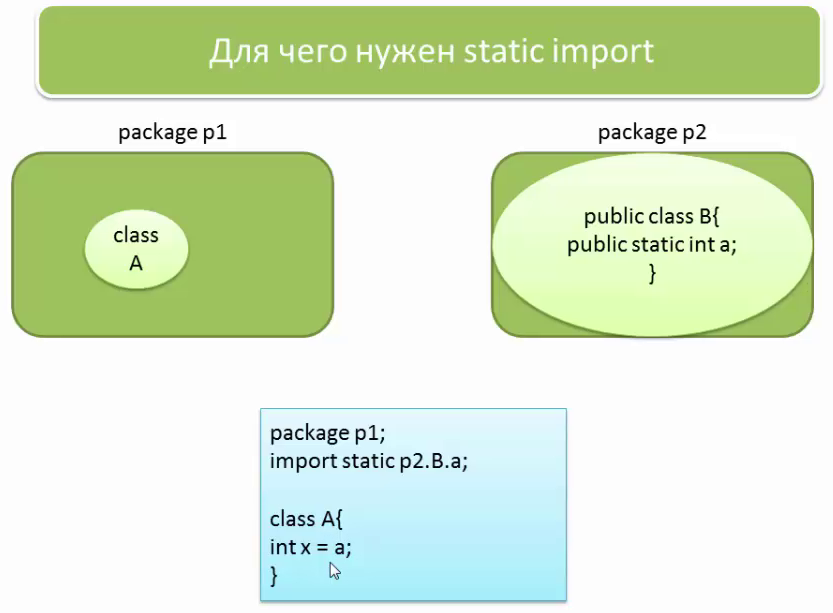 Для чего нужен static import
package p1
package p2
class
A
public class B{
public static int a;
}
package p1;
import static p2.B.a;
class A{
int x = a;
}